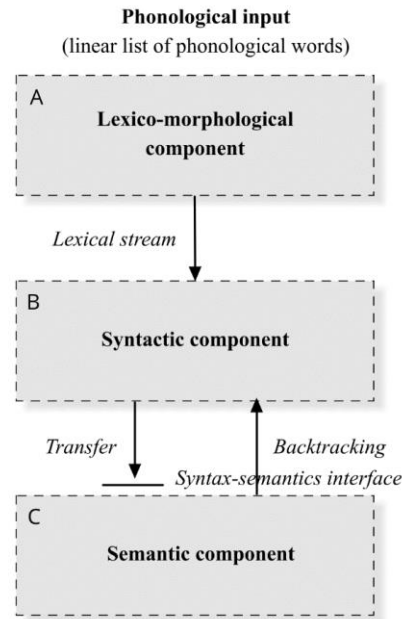 Phonological input
(linear list of phonological words)
A
Lexico-morphological
component
Lexical stream
B
Syntactic component
Transfer
Backtracking
Syntax-semantics interface
C
Semantic component